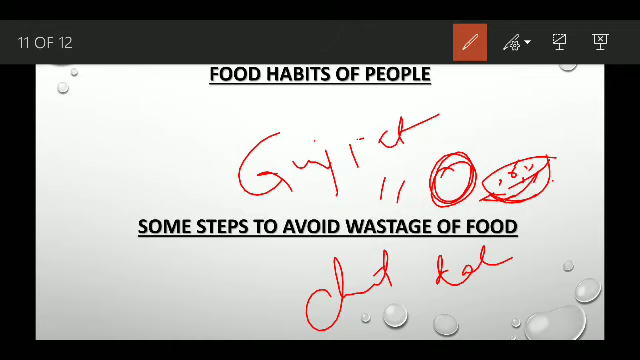 11 OF 12
FOOD HABITS OF PEOPLE
SOME STEPS TO AVOID WASTAGE OF FOOD